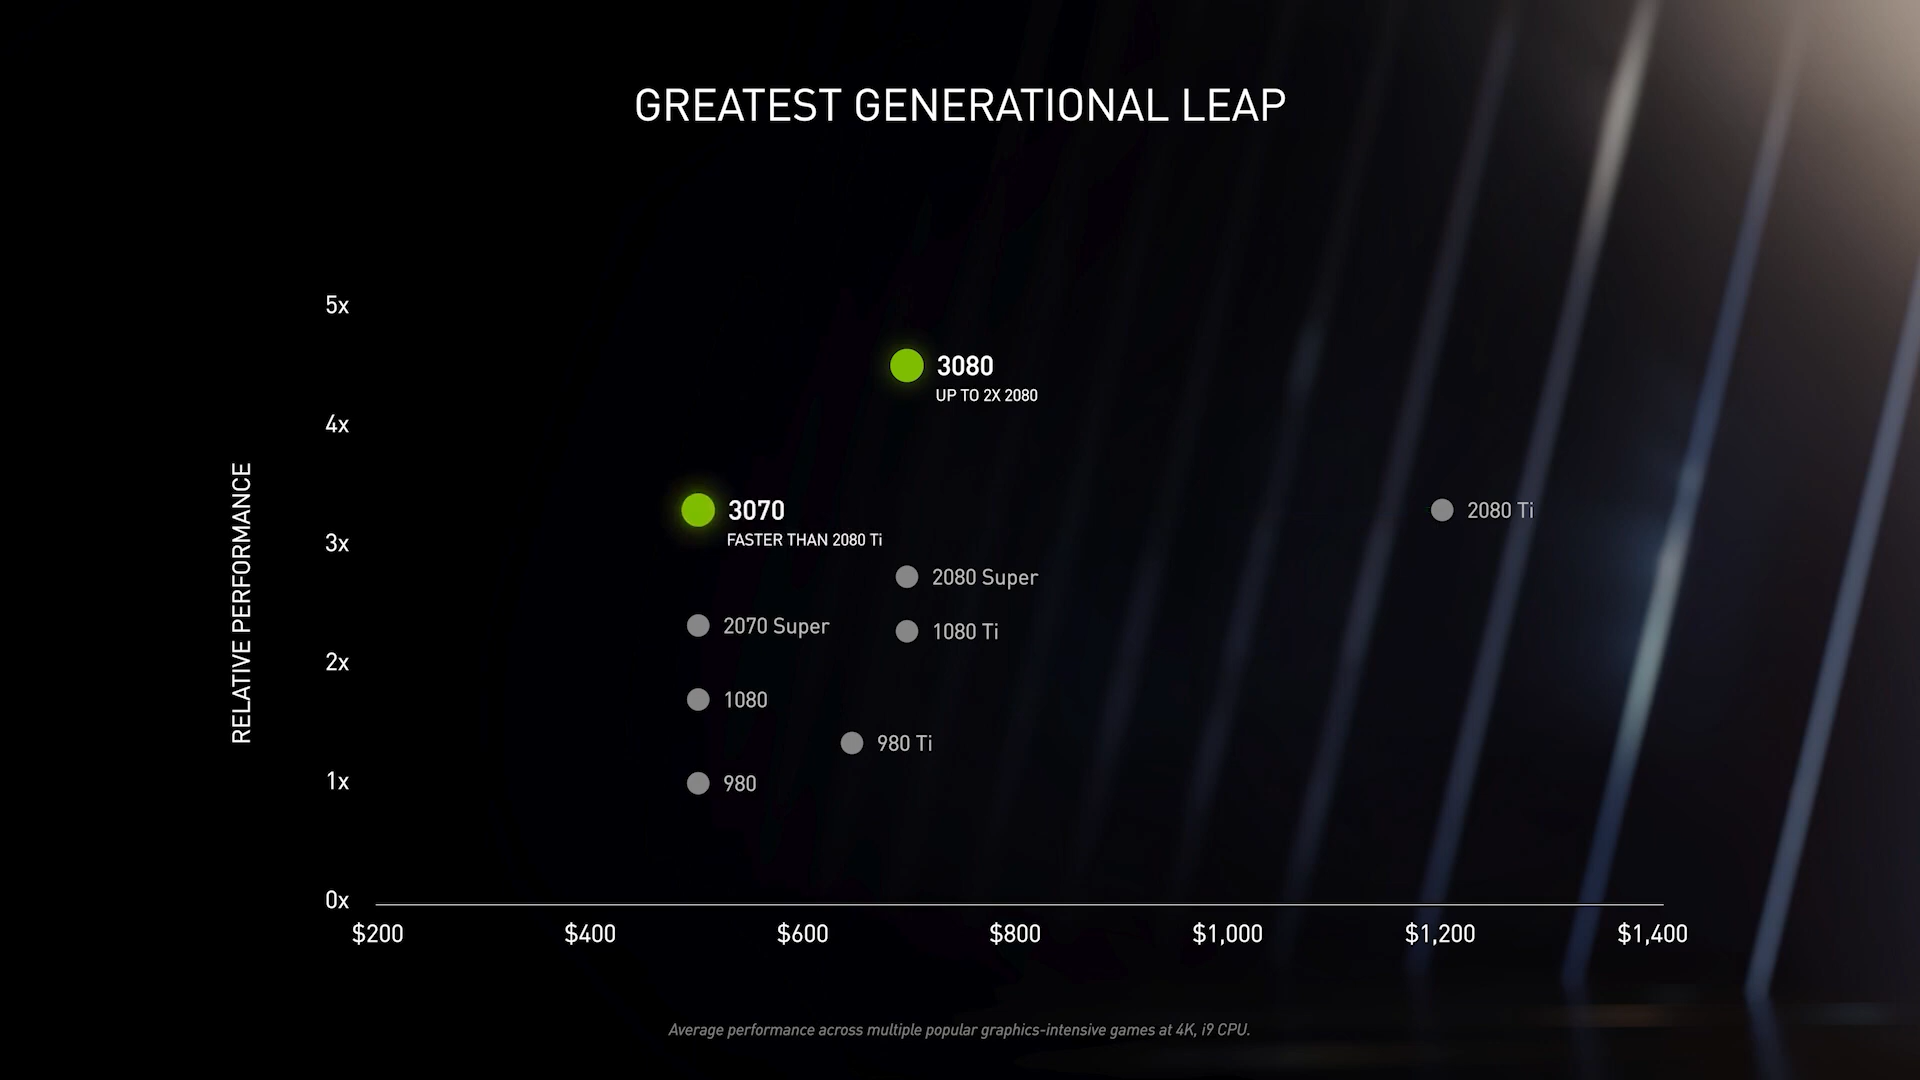 GREATEST GENERATIONAL LEAP
RELATIVE PERFORMANCE
5x
4x
3x
2x
1x
0x
3080
UP TO 2X 2080
3070
FASTER THAN 2080 Ti
2080 Ti
2080 Super
2070 Super
1080 Ti
1080
980 Ti
980
$200
$400
$600
$800
$1,000
$1,200
$1,400
Average performance across multiple popular graphics-intensive games at 4K, i9 CPU.